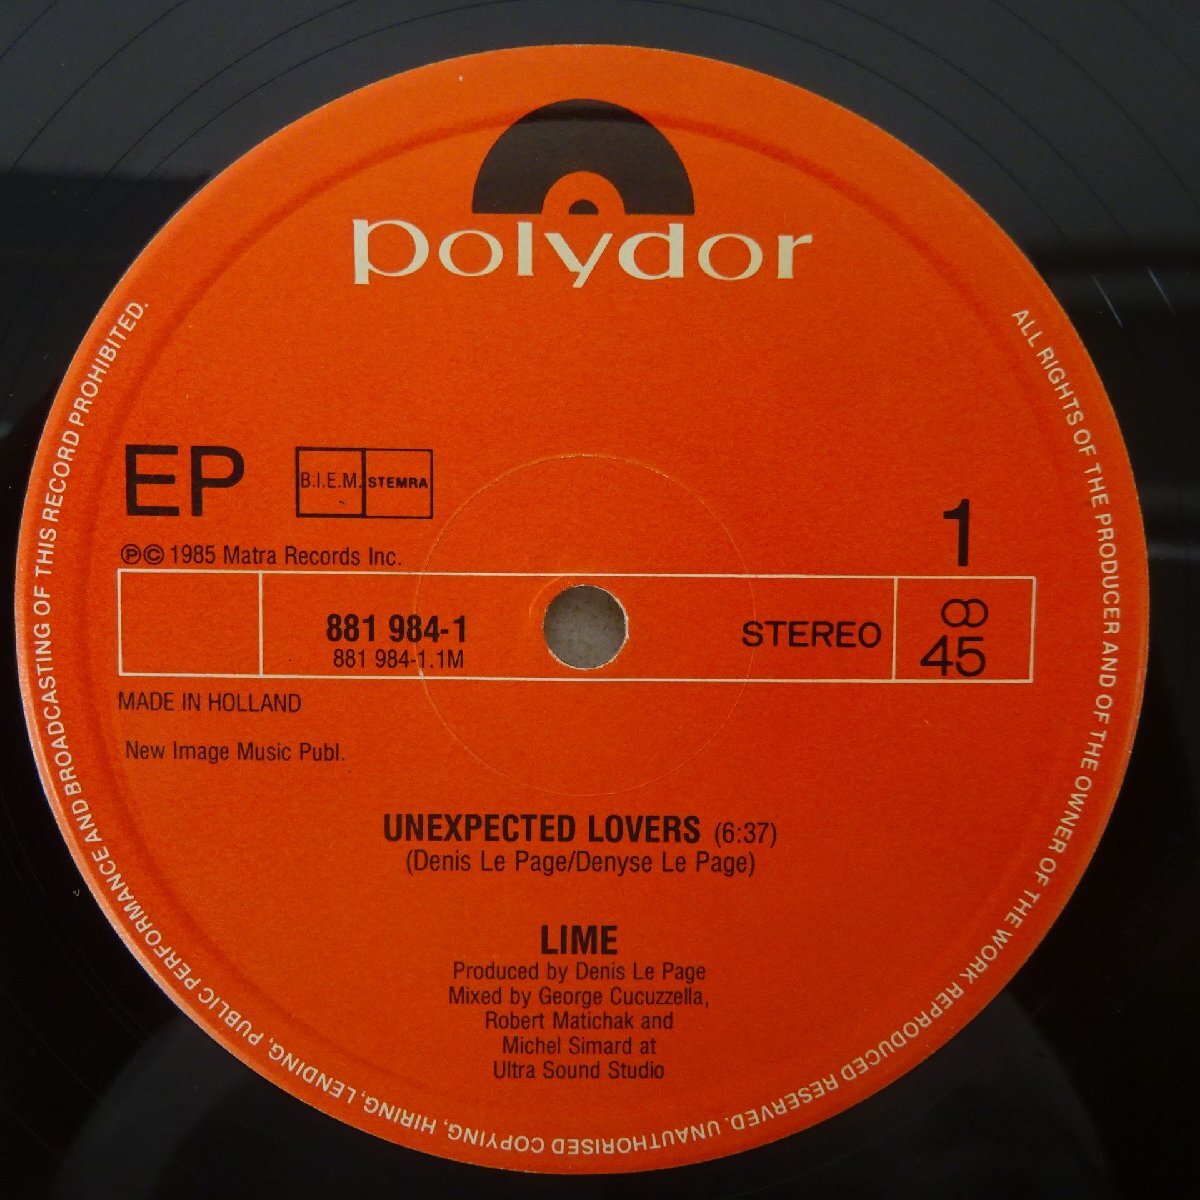 polydor
EP
B.I.E.M. STEMRA
1
℗© 1985 Matra Records Inc.
881 984-1
881 984-1.1M
STEREO
45
MADE IN HOLLAND
New Image Music Publ.
UNEXPECTED LOVERS (6:37)
(Denis Le Page/Denyse Le Page)
LIME
Produced by Denis Le Page
Mixed by George Cucuzzella,
Robert Matichak and
Michel Simard at
Ultra Sound Studio
ALL RIGHTS OF THE PRODUCER AND OF THE OWNER OF THE WORK REPRODUCED RESERVED. UNAUTHORISED COPYING, HIRING, LENDING, PUBLIC PERFORMANCE AND BROADCASTING OF THIS RECORD PROHIBITED.